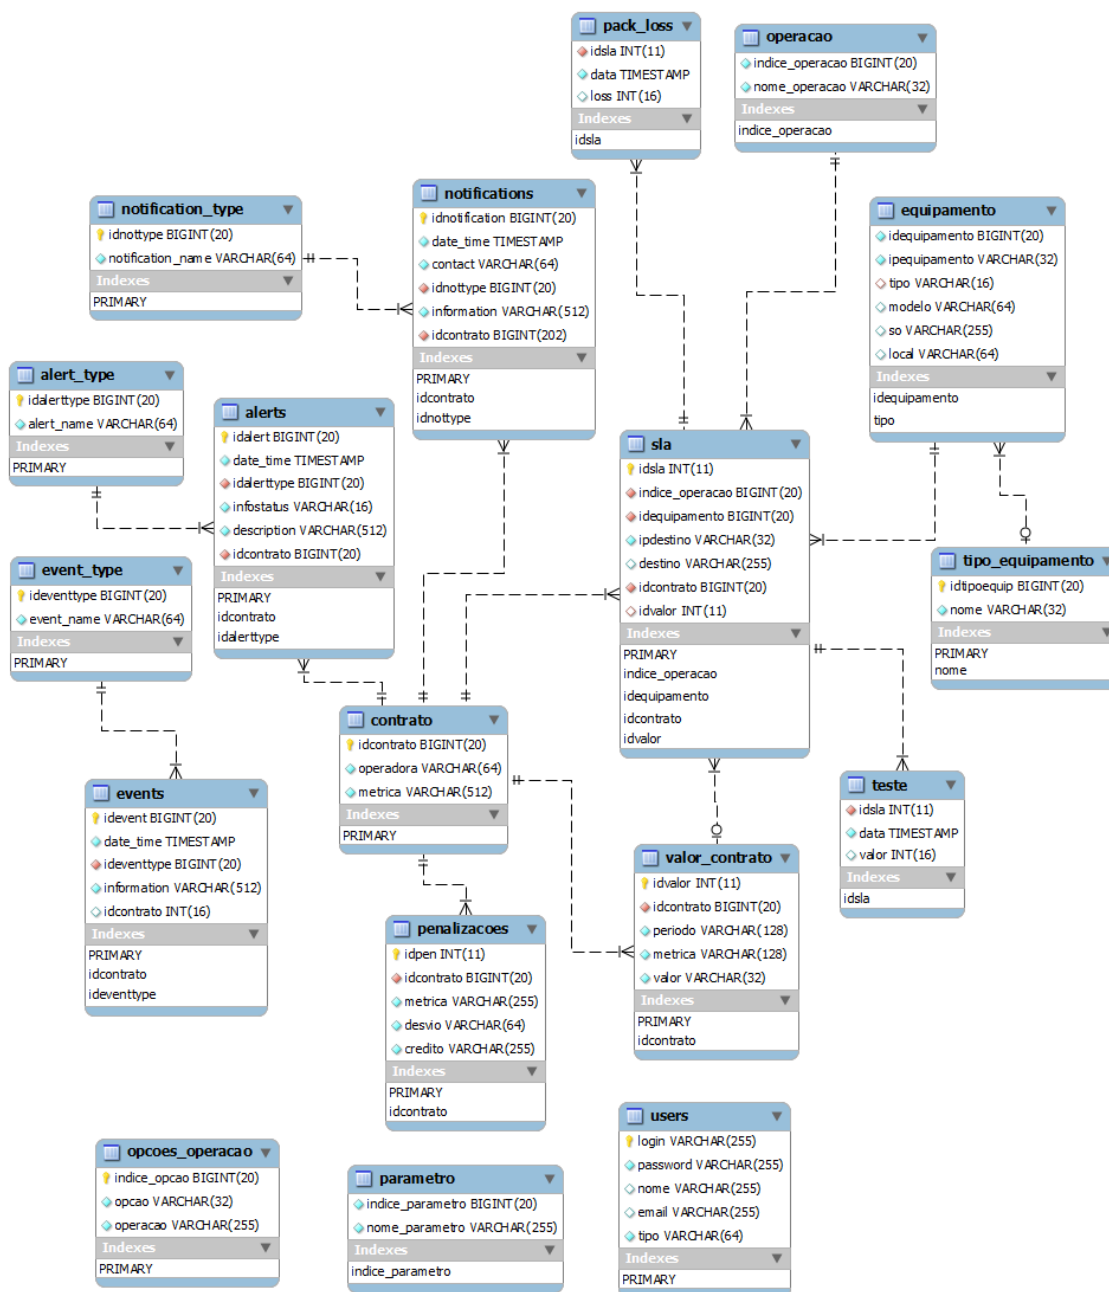 pack_loss
idsla INT(11)
data TIMESTAMP
loss INT(16)
Indexes
idsla
operacao
indice_operacao BIGINT(20)
nome_operacao VARCHAR(32)
Indexes
indice_operacao
notification_type
idnottype BIGINT(20)
notification_name VARCHAR(64)
Indexes
PRIMARY
notifications
idnotification BIGINT(20)
date_time TIMESTAMP
contact VARCHAR(64)
idnottype BIGINT(20)
information VARCHAR(512)
idcontrato BIGINT(202)
Indexes
PRIMARY
idcontrato
idnottype
equipamento
idequipamento BIGINT(20)
ipequipamento VARCHAR(32)
tipo VARCHAR(16)
modelo VARCHAR(64)
so VARCHAR(255)
local VARCHAR(64)
Indexes
idequipamento
tipo
alert_type
idalerttype BIGINT(20)
alert_name VARCHAR(64)
Indexes
PRIMARY
alerts
idalert BIGINT(20)
date_time TIMESTAMP
idalerttype BIGINT(20)
infostatus VARCHAR(16)
description VARCHAR(512)
idcontrato BIGINT(20)
Indexes
PRIMARY
idcontrato
idalerttype
sla
idsla INT(11)
indice_operacao BIGINT(20)
idequipamento BIGINT(20)
ipdestino VARCHAR(32)
destino VARCHAR(255)
idcontrato BIGINT(20)
idvalor INT(11)
Indexes
PRIMARY
indice_operacao
idequipamento
idcontrato
idvalor
tipo_equipamento
idtipoequip BIGINT(20)
nome VARCHAR(32)
Indexes
PRIMARY
nome
event_type
ideventtype BIGINT(20)
event_name VARCHAR(64)
Indexes
PRIMARY
contrato
idcontrato BIGINT(20)
operadora VARCHAR(64)
metrica VARCHAR(512)
Indexes
PRIMARY
events
idevent BIGINT(20)
date_time TIMESTAMP
ideventtype BIGINT(20)
information VARCHAR(512)
idcontrato INT(16)
Indexes
PRIMARY
idcontrato
ideventtype
teste
idsla INT(11)
data TIMESTAMP
valor INT(16)
Indexes
idsla
valor_contrato
idvalor INT(11)
idcontrato BIGINT(20)
periodo VARCHAR(128)
metrica VARCHAR(128)
valor VARCHAR(32)
Indexes
PRIMARY
idcontrato
penalizacoes
idpen INT(11)
idcontrato BIGINT(20)
metrica VARCHAR(255)
desvio VARCHAR(64)
credito VARCHAR(255)
Indexes
PRIMARY
idcontrato
opcoes_operacao
indice_opcao BIGINT(20)
opcao VARCHAR(32)
operacao VARCHAR(255)
Indexes
PRIMARY
parametro
indice_parametro BIGINT(20)
nome_parametro VARCHAR(255)
Indexes
indice_parametro
users
login VARCHAR(255)
password VARCHAR(255)
nome VARCHAR(255)
email VARCHAR(255)
tipo VARCHAR(64)
Indexes
PRIMARY